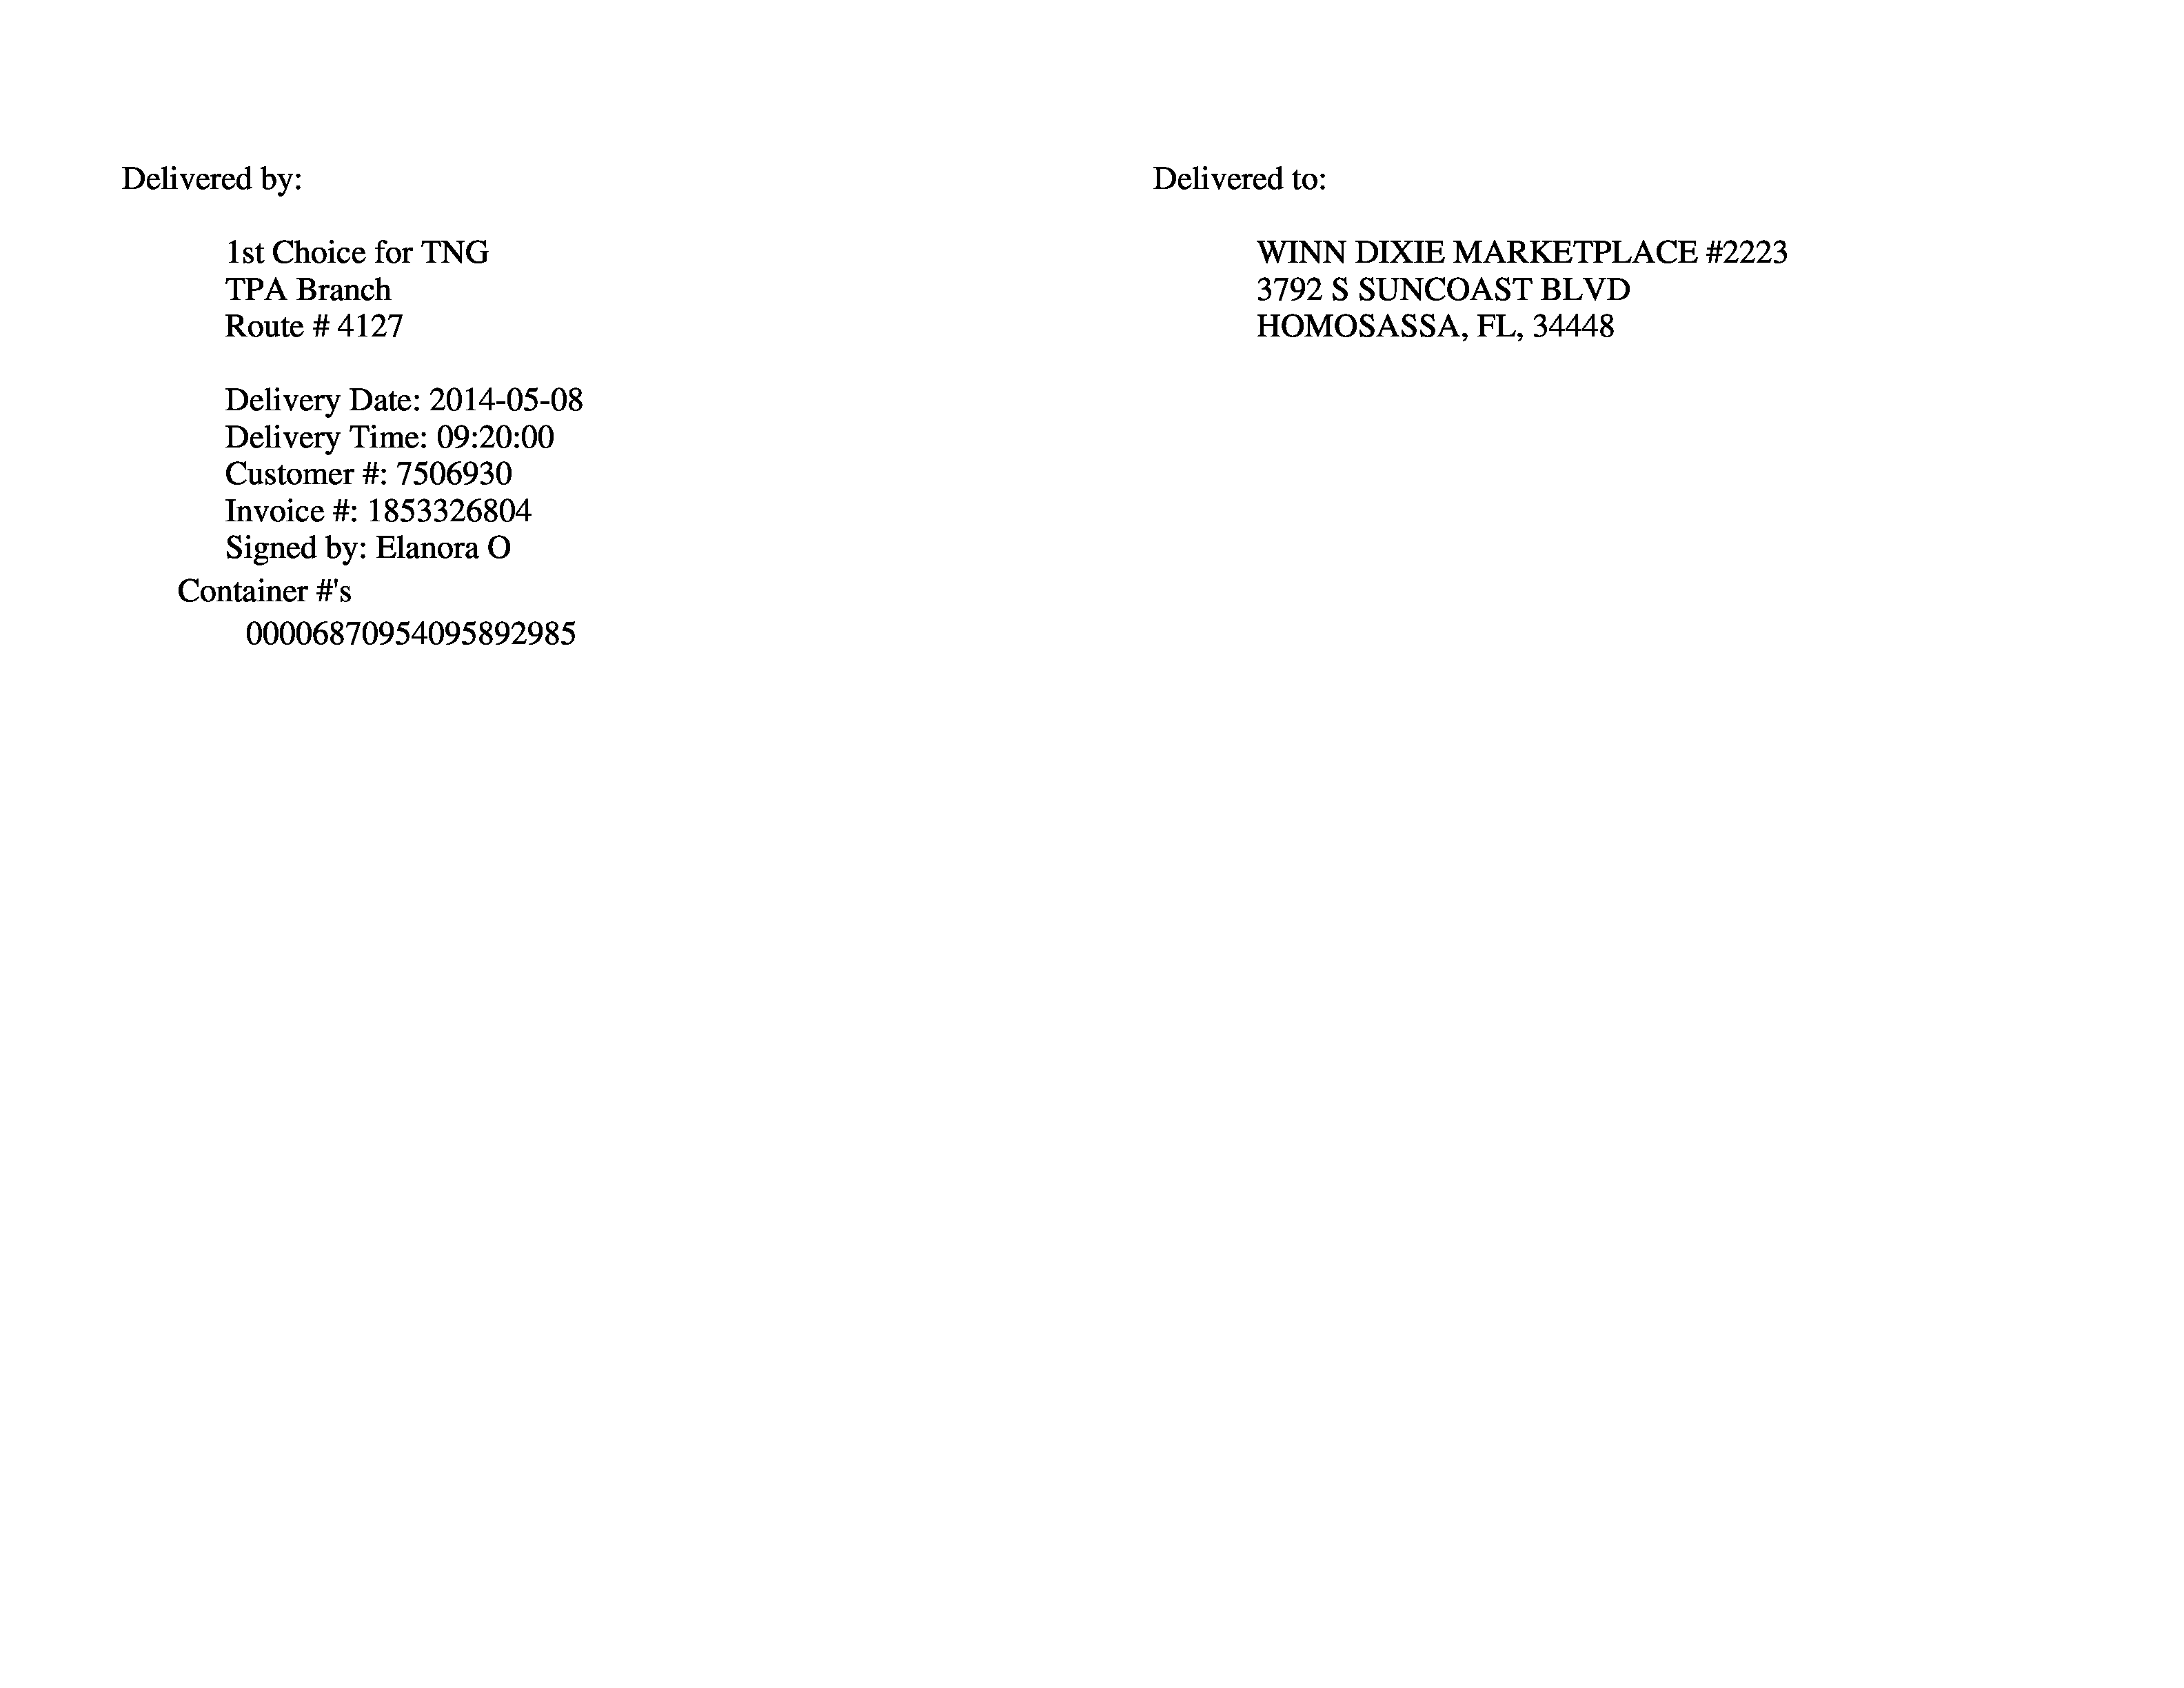 Delivered by:
1st Choice for TNG
TPA Branch
Route # 4127
Delivery Date: 2014-05-08
Delivery Time: 09:20:00
Customer #: 7506930
Invoice #: 1853326804
Signed by: Elanora O
Container #'s
00006870954095892985
Delivered to:
WINN DIXIE MARKETPLACE #2223
3792 S SUNCOAST BLVD
HOMOSASSA, FL, 34448